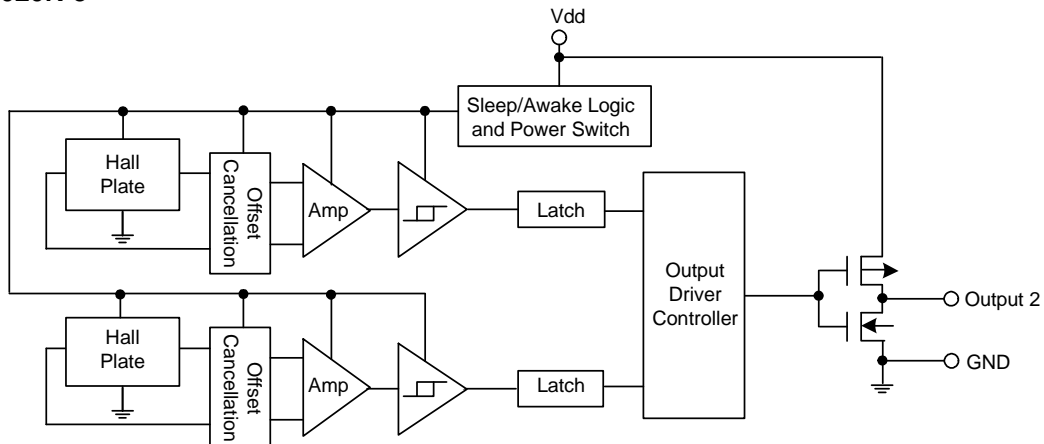 Vdd
Sleep/Awake Logic
and Power Switch
Hall
Plate
Offset
Cancellation
Amp
Latch
Output
Driver
Controller
Output 2
GND
Hall
Plate
Offset
Cancellation
Amp
Latch